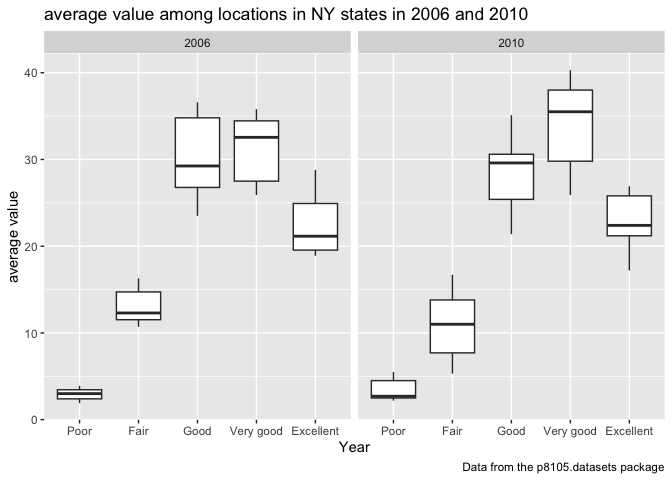 average value among locations in NY states in 2006 and 2010
2006
2010
average value
40
30
20
10
0
Poor Fair Good Very good Excellent
Poor Fair Good Very good Excellent
Year
Data from the p8105.datasets package